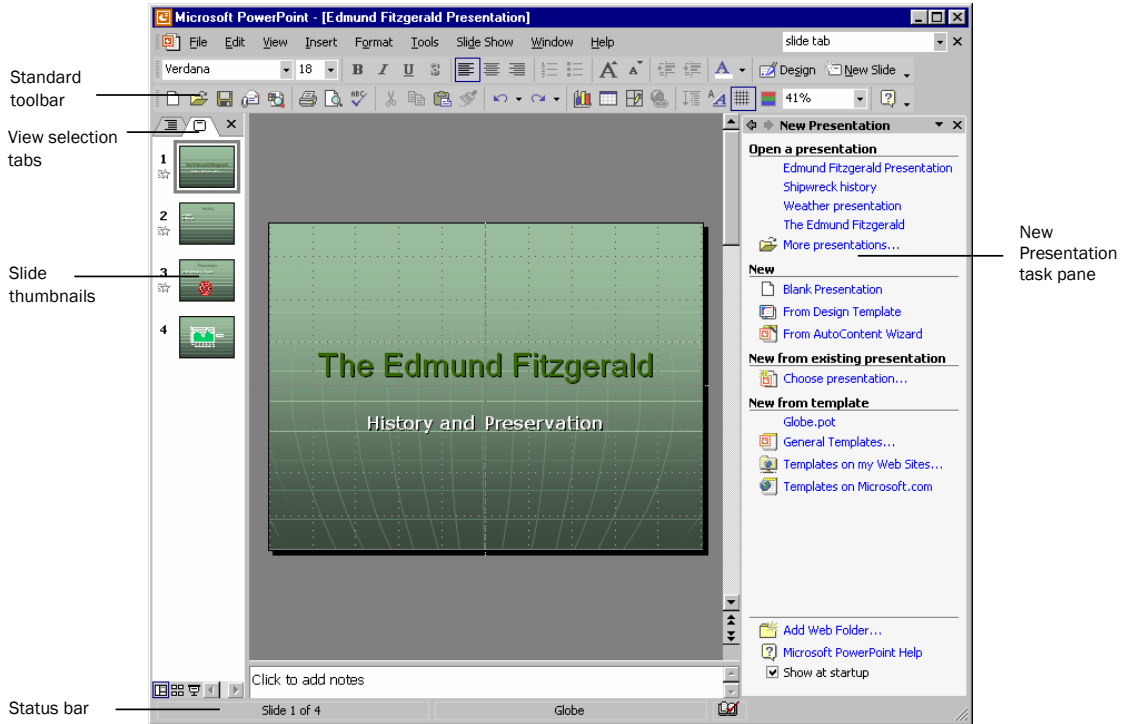 Microsoft PowerPoint - [Edmund Fitzgerald Presentation]
File Edit View Insert Format Tools Slide Show Window Help
slide tab
Verdana 18 B I U S A A A Design New Slide
ABC 41%
Standard
toolbar
View selection
tabs
Slide
thumbnails
Status bar
1
2
3
4
The Edmund Fitzgerald
History and Preservation
Click to add notes
Slide 1 of 4 Globe
New Presentation
Open a presentation
Edmund Fitzgerald Presentation
Shipwreck history
Weather presentation
The Edmund Fitzgerald
More presentations...
New
Blank Presentation
From Design Template
From AutoContent Wizard
New from existing presentation
Choose presentation...
New from template
Globe.pot
General Templates...
Templates on my Web Sites...
Templates on Microsoft.com
Add Web Folder...
Microsoft PowerPoint Help
Show at startup
New
Presentation
task pane